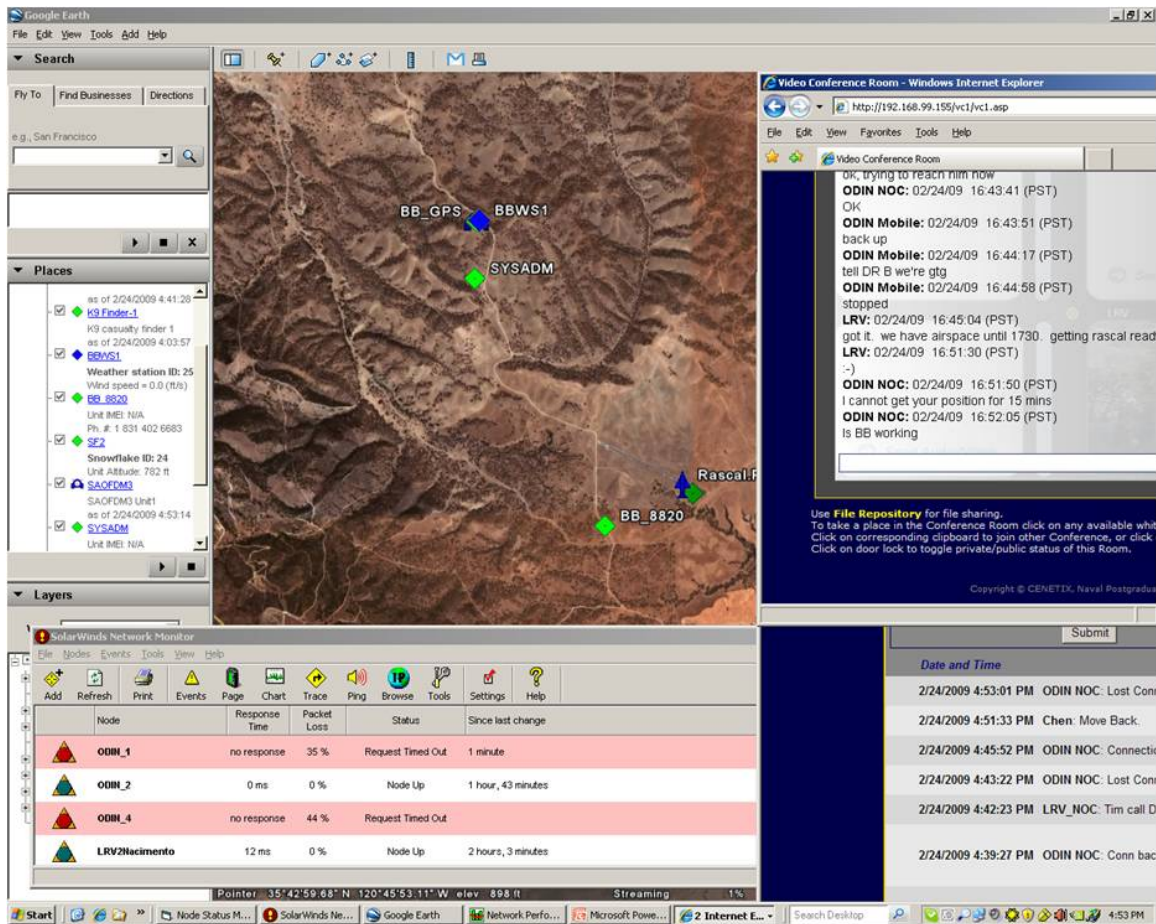 Google Earth
File Edit View Tools Add Help
Search
Fly To Find Businesses Directions
e.g., San Francisco
Places
as of 2/24/2009 4:41:28
K9 Finder-1
K9 casualty finder 1
as of 2/24/2009 4:03:57
BBWS1
Weather station ID: 25
Wind speed = 0.0 (ft/s)
BB_8820
Unit IMEI: N/A
Ph. #: 1 831 402 6683
SF2
Snowflake ID: 24
Unit Altitude: 782 ft
SAOFDM3
SAOFDM3 Unit1
as of 2/24/2009 4:53:14
SYSADM
Unit IMEI: N/A
Layers
BB_GPS BBWS1
SYSADM
Rascal.
BB_8820
Video Conference Room - Windows Internet Explorer
http://192.168.99.155/vc1/vc1.asp
File Edit View Favorites Tools Help
Video Conference Room
ok, trying to reach him now
ODIN NOC: 02/24/09 16:43:41 (PST)
OK
ODIN Mobile: 02/24/09 16:43:51 (PST)
back up
ODIN Mobile: 02/24/09 16:44:17 (PST)
tell DR B we're gtg
ODIN Mobile: 02/24/09 16:44:58 (PST)
stopped
LRV: 02/24/09 16:45:04 (PST)
got it. we have airspace until 1730. getting rascal read
LRV: 02/24/09 16:51:30 (PST)
:-)
ODIN NOC: 02/24/09 16:51:50 (PST)
I cannot get your position for 15 mins
ODIN NOC: 02/24/09 16:52:05 (PST)
Is BB working
Use File Repository for file sharing.
To take a place in the Conference Room click on any available whit
Click on corresponding clipboard to join other Conference, or click
Click on door lock to toggle private/public status of this Room.
Copyright © CENETIX, Naval Postgradua
Submit
Date and Time
2/24/2009 4:53:01 PM ODIN NOC: Lost Conn
2/24/2009 4:51:33 PM Chen: Move Back.
2/24/2009 4:45:52 PM ODIN NOC: Connectio
2/24/2009 4:43:22 PM ODIN NOC: Lost Conn
2/24/2009 4:42:23 PM LRV_NOC: Tim call D
2/24/2009 4:39:27 PM ODIN NOC: Conn bac
SolarWinds Network Monitor
File Nodes Events Tools View Help
Add Refresh Print Events Page Chart Trace Ping Browse Tools Settings Help
Node Response Time Packet Loss Status Since last change
ODIN_1 no response 35 % Request Timed Out 1 minute
ODIN_2 0 ms 0 % Node Up 1 hour, 43 minutes
ODIN_4 no response 44 % Request Timed Out
LRV2Nacimento 12 ms 0 % Node Up 2 hours, 3 minutes
Pointer 35°42'59.68" N 120°45'53.11" W elev 898 ft Streaming 1%
Start » Node Status M... SolarWinds Ne... Google Earth Network Perfo... Microsoft Powe... 2 Internet E... Search Desktop 4:53 PM